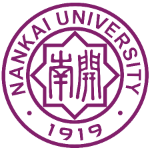 NANKAI UNIVERSITY
南開
· 1919 ·